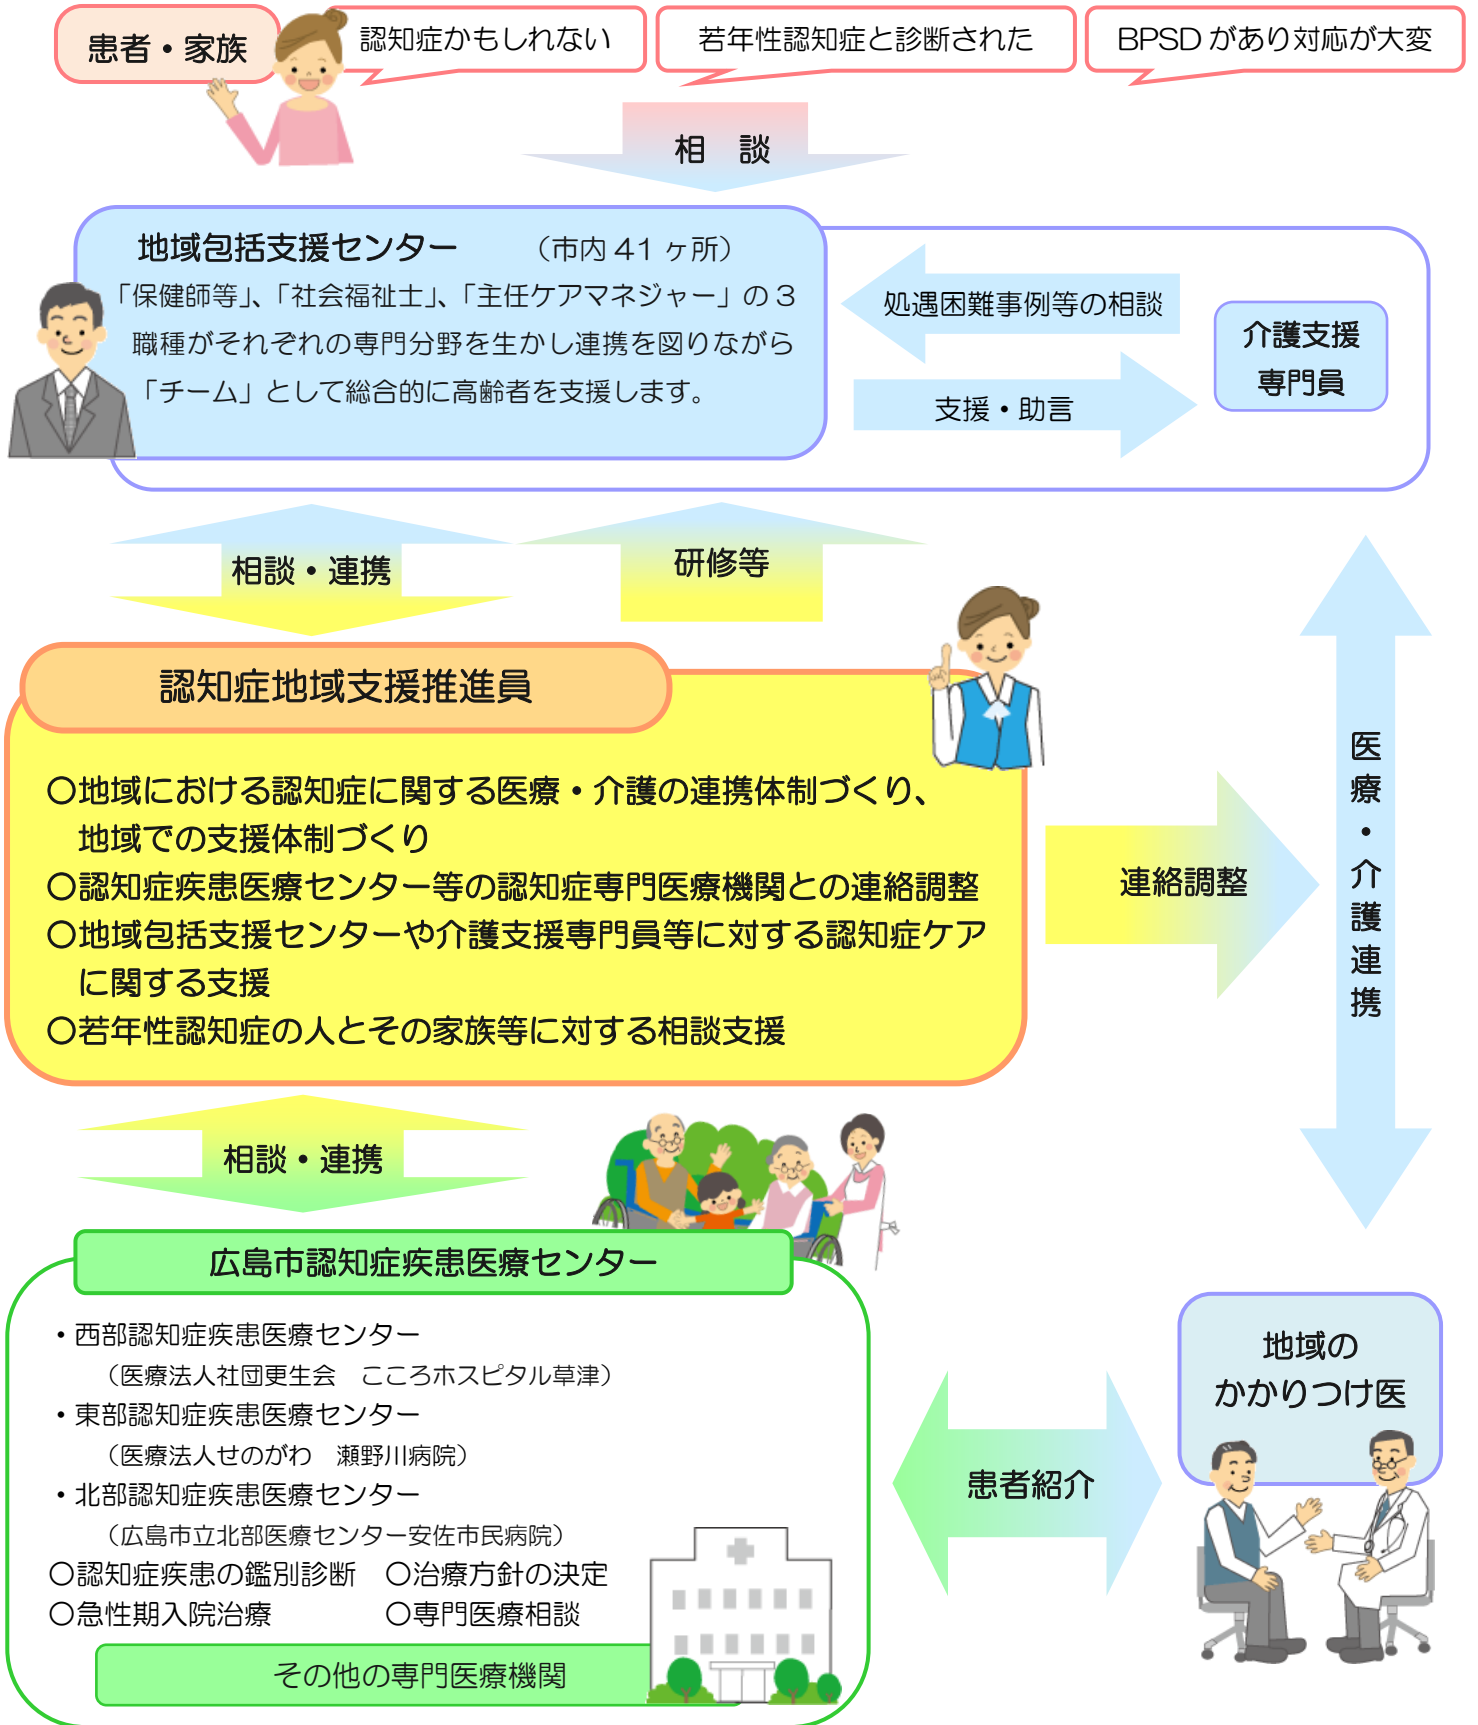 患者・家族
認知症かもしれない
若年性認知症と診断された
BPSDがあり対応が大変
相　談
地域包括支援センター　（市内41ヶ所）
「保健師等」、「社会福祉士」、「主任ケアマネジャー」の3
職種がそれぞれの専門分野を生かし連携を図りながら
「チーム」として総合的に高齢者を支援します。
処遇困難事例等の相談
支援・助言
介護支援
専門員
相談・連携
研修等
認知症地域支援推進員
○地域における認知症に関する医療・介護の連携体制づくり、
地域での支援体制づくり
○認知症疾患医療センター等の認知症専門医療機関との連絡調整
○地域包括支援センターや介護支援専門員等に対する認知症ケア
に関する支援
○若年性認知症の人とその家族等に対する相談支援
連絡調整
医療・介護連携
相談・連携
広島市認知症疾患医療センター
・西部認知症疾患医療センター
（医療法人社団更生会　こころホスピタル草津）
・東部認知症疾患医療センター
（医療法人せのがわ　瀬野川病院）
・北部認知症疾患医療センター
（広島市立北部医療センター安佐市民病院）
○認知症疾患の鑑別診断　○治療方針の決定
○急性期入院治療　○専門医療相談
その他の専門医療機関
患者紹介
地域の
かかりつけ医